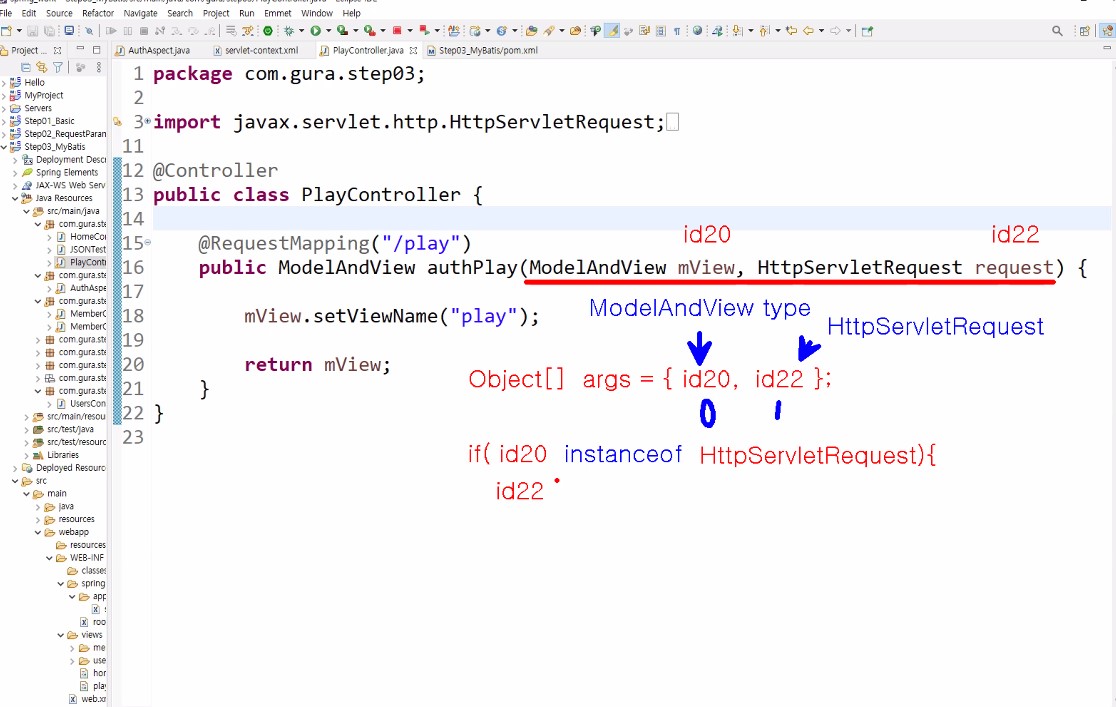 File Edit Source Refactor Navigate Search Project Run Emmet Window Help
Project ...
AuthAspect.java servlet-context.xml PlayController.java Step03_MyBatis/pom.xml
Hello
MyProject
Servers
Step01_Basic
Step02_RequestParam
Step03_MyBatis
Deployment Descr
Spring Elements
JAX-WS Web Serv
Java Resources
src/main/java
com.gura.ste
HomeCo
JSONTest
PlayContr
com.gura.ste
AuthAspe
com.gura.ste
MemberC
MemberC
com.gura.ste
com.gura.ste
com.gura.ste
com.gura.ste
com.gura.ste
UsersCon
src/main/resou
src/test/java
src/test/resourc
Libraries
Deployed Resourc
src
main
java
resources
webapp
resources
WEB-INF
classes
spring
app
s
roo
views
me
use
hor
play
web.xm
1 package com.gura.step03;
2
3 import javax.servlet.http.HttpServletRequest;
11
12 @Controller
13 public class PlayController {
14
id20 id22
15 @RequestMapping("/play")
16 public ModelAndView authPlay(ModelAndView mView, HttpServletRequest request) {
17
ModelAndView type
18 mView.setViewName("play");
HttpServletRequest
19
20 return mView;
Object[] args = { id20, id22 };
21 }
0 1
22 }
23
if( id20 instanceof HttpServletRequest){
id22